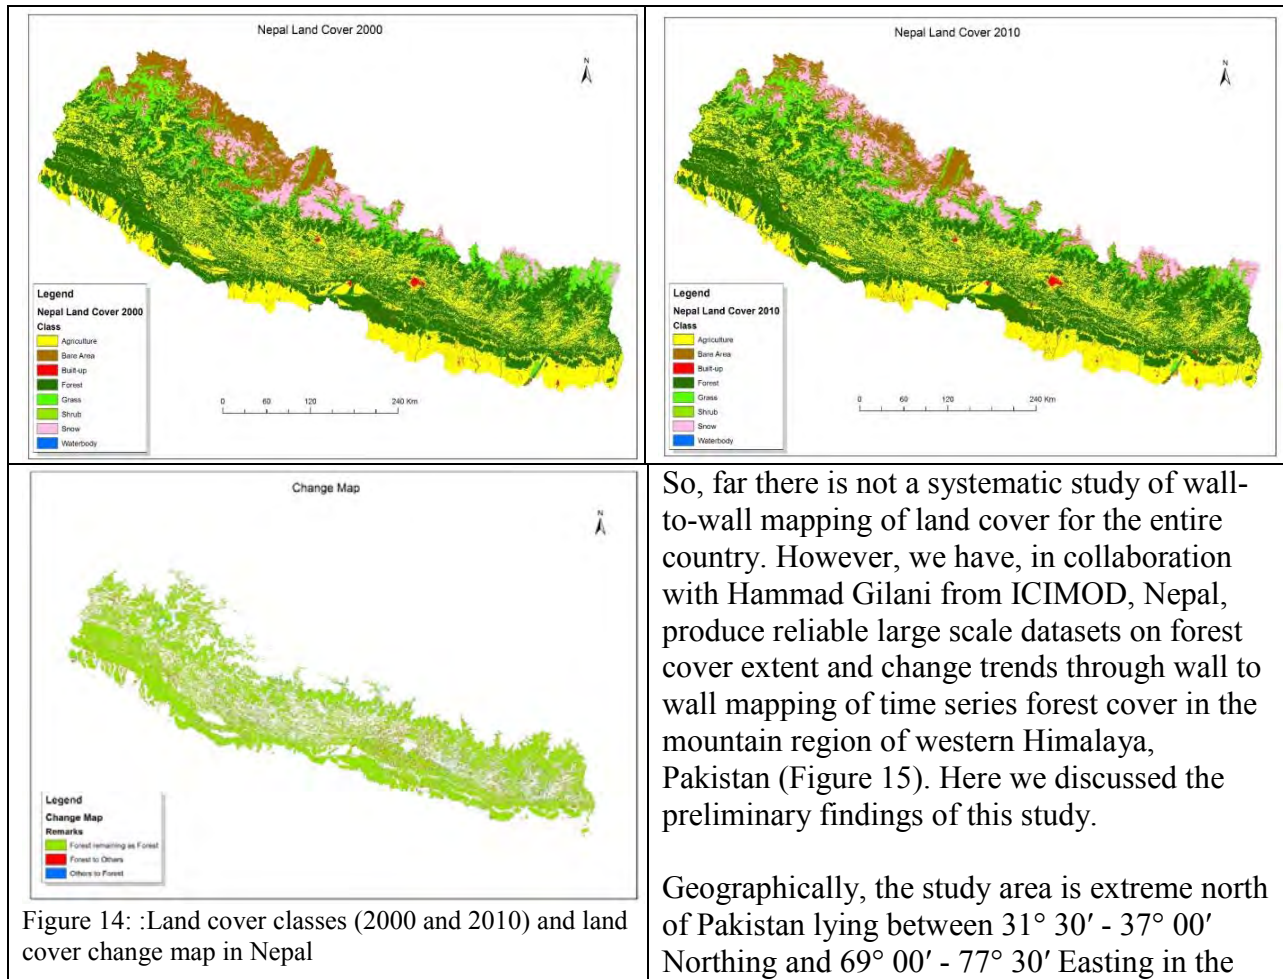 Nepal Land Cover 2000
N
Legend
Nepal Land Cover 2000
Class
Agriculture
Bare Area
Built-up
Forest
Grass
Shrub
Snow
Waterbody
0 60 120 240 Km
Nepal Land Cover 2010
N
Legend
Nepal Land Cover 2010
Class
Agriculture
Bare Area
Built-up
Forest
Grass
Shrub
Snow
Waterbody
0 60 120 240 Km
Change Map
N
Legend
Change Map
Remarks
Forest remaining as Forest
Forest to Others
Others to Forest
Figure 14: :Land cover classes (2000 and 2010) and land
cover change map in Nepal
So, far there is not a systematic study of wall-
to-wall mapping of land cover for the entire
country. However, we have, in collaboration
with Hammad Gilani from ICIMOD, Nepal,
produce reliable large scale datasets on forest
cover extent and change trends through wall to
wall mapping of time series forest cover in the
mountain region of western Himalaya,
Pakistan (Figure 15). Here we discussed the
preliminary findings of this study.
Geographically, the study area is extreme north
of Pakistan lying between 31° 30′ - 37° 00′
Northing and 69° 00′ - 77° 30′ Easting in the